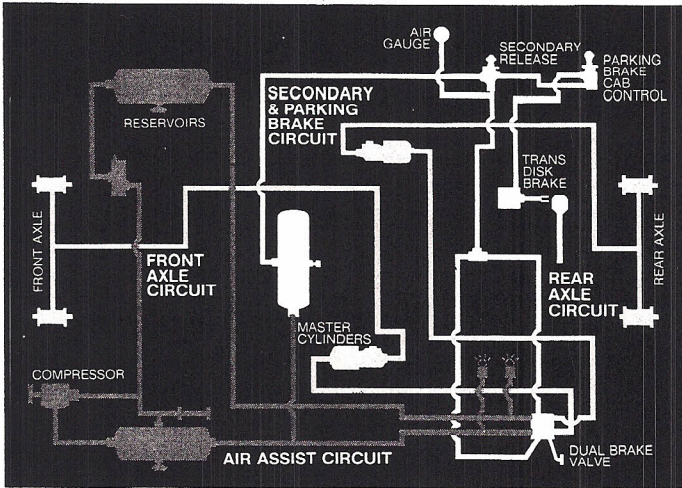 AIR
GAUGE
SECONDARY
RELEASE
PARKING
BRAKE
CAB
CONTROL
SECONDARY
& PARKING
BRAKE
CIRCUIT
RESERVOIRS
TRANS
DISK
BRAKE
FRONT AXLE
REAR AXLE
FRONT
AXLE
CIRCUIT
REAR
AXLE
CIRCUIT
MASTER
CYLINDERS
COMPRESSOR
AIR ASSIST CIRCUIT
DUAL BRAKE
VALVE